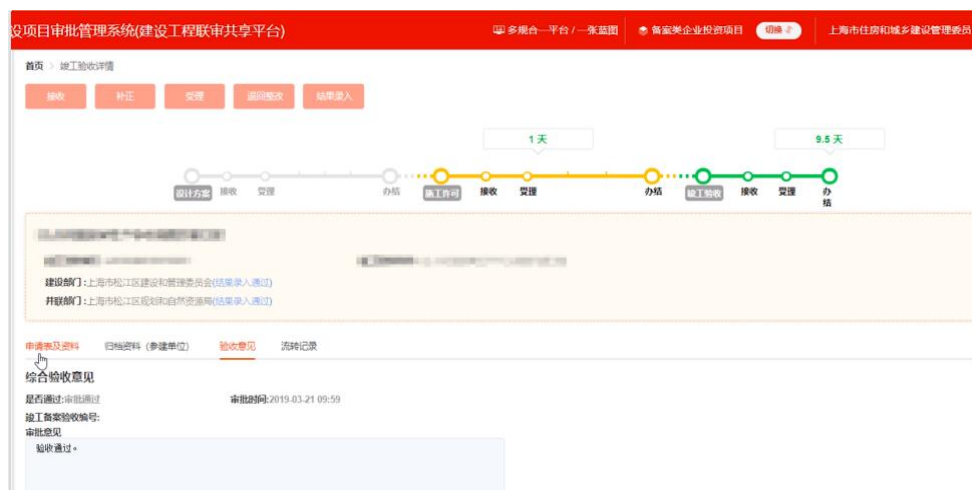 设项目审批管理系统(建设工程联审共享平台)
多规合一平台 / 一张蓝图
备案类企业投资项目
切换
上海市住房和城乡建设管理委员
首页 > 竣工验收详情
接收 补正 受理 退回整改 结果录入
1 天 9.5 天
设计方案 接收 受理 办结 施工许可 接收 受理 办结 竣工验收 接收 受理 办结
建设部门:上海市松江区建设和管理委员会(结果录入通过)
并联部门:上海市松江区规划和自然资源局(结果录入通过)
申请表及资料 归档资料(参建单位) 验收意见 流转记录
综合验收意见
是否通过:审批通过 审批时间:2019-03-21 09:59
竣工备案验收编号:
审批意见
验收通过。